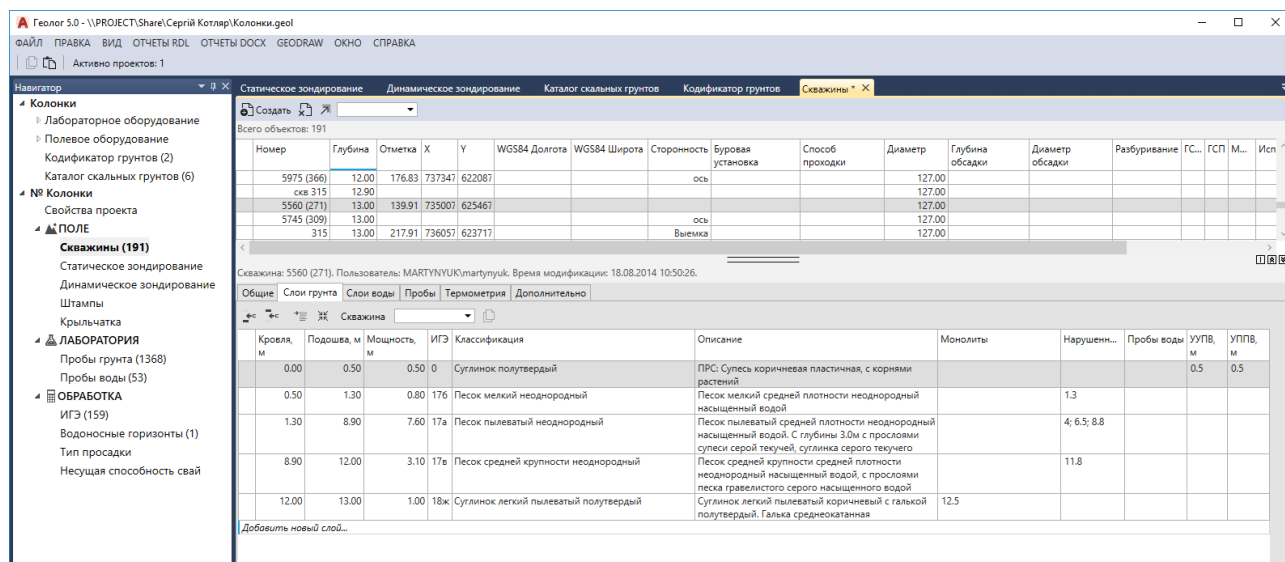 Геолог 5.0 - \\PROJECT\Share\Сергій Котляр\Колонки.geol
ФАЙЛ ПРАВКА ВИД ОТЧЕТЫ RDL ОТЧЕТЫ DOCX GEODRAW ОКНО СПРАВКА
Активно проектов: 1
Навигатор
Колонки
Лабораторное оборудование
Полевое оборудование
Кодификатор грунтов (2)
Каталог скальных грунтов (6)
№ Колонки
Свойства проекта
ПОЛЕ
Скважины (191)
Статическое зондирование
Динамическое зондирование
Штампы
Крыльчатка
ЛАБОРАТОРИЯ
Пробы грунта (1368)
Пробы воды (53)
ОБРАБОТКА
ИГЭ (159)
Водоносные горизонты (1)
Тип просадки
Несущая способность свай
Статическое зондирование Динамическое зондирование Каталог скальных грунтов Кодификатор грунтов Скважины *
Создать
Всего объектов: 191
Номер Глубина Отметка X Y WGS84 Долгота WGS84 Широта Сторонность Буровая установка Способ проходки Диаметр Глубина обсадки Диаметр обсадки Разбуривание ГС... ГСП М... Исп
5975 (366) 12.00 176.83 737347 622087 ось 127.00
скв 315 12.90 127.00
5560 (271) 13.00 139.91 735007 625467 127.00
5745 (309) 13.00 ось 127.00
315 13.00 217.91 736057 623717 Выемка 127.00
Скважина: 5560 (271). Пользователь: MARTYNYUK\martynyuk. Время модификации: 18.08.2014 10:50:26.
Общие Слои грунта Слои воды Пробы Термометрия Дополнительно
Скважина
Кровля, м Подошва, м Мощность, м ИГЭ Классификация Описание Монолиты Нарушенн... Пробы воды УУПВ, м УППВ, м
0.00 0.50 0.50 0 Суглинок полутвердый ПРС: Супесь коричневая пластичная, с корнями 0.5 0.5
растений
0.50 1.30 0.80 17б Песок мелкий неоднородный Песок мелкий средней плотности неоднородный 1.3
насыщенный водой
1.30 8.90 7.60 17а Песок пылеватый неоднородный Песок пылеватый средней плотности неоднородный 4; 6.5; 8.8
насыщенный водой. С глубины 3.0м с прослоями
супеси серой текучей, суглинка серого текучего
8.90 12.00 3.10 17в Песок средней крупности неоднородный Песок средней крупности средней плотности 11.8
неоднородный насыщенный водой, с прослоями
песка гравелистого серого насыщенного водой
12.00 13.00 1.00 18ж Суглинок легкий пылеватый полутвердый Суглинок легкий пылеватый коричневый с галькой 12.5
полутвердый. Галька среднекатанная
Добавить новый слой...